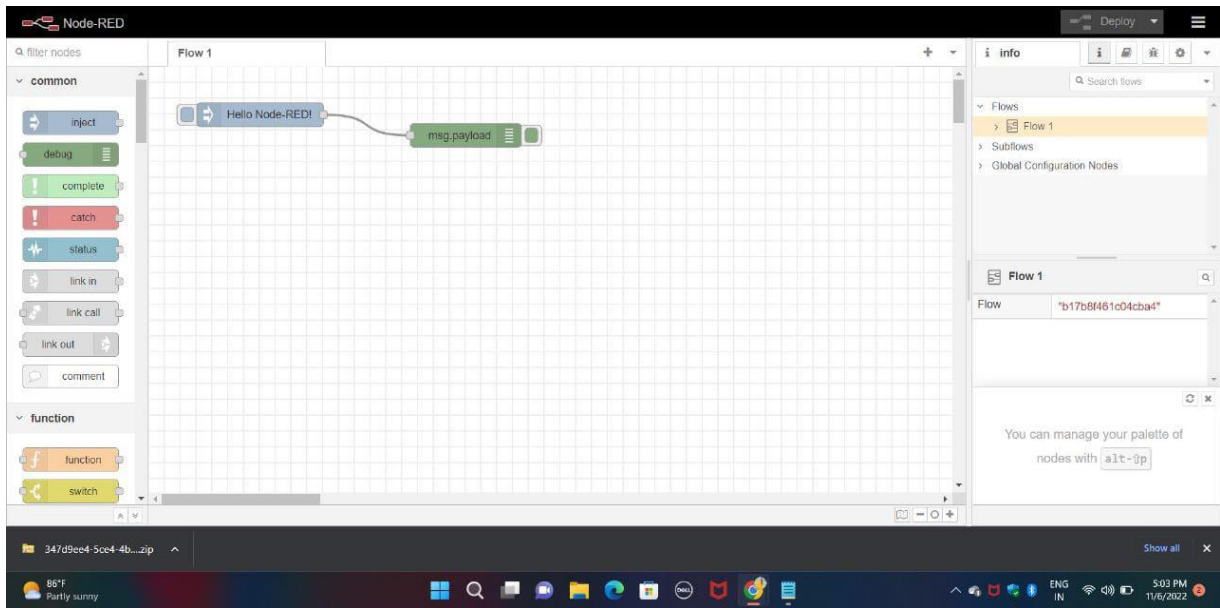 Node-RED
Deploy
filter nodes
Flow 1
i info
common
Search flows
inject
Hello Node-RED!
Flows
Flow 1
debug
msg.payload
Subflows
Global Configuration Nodes
complete
catch
status
link in
Flow 1
link call
Flow "b17b8f461c04cba4"
link out
comment
function
You can manage your palette of
nodes with alt-⇧p
function
switch
347d9ee4-5ce4-4b....zip
Show all
86°F
Partly sunny
DELL
ENG
IN
5:03 PM
11/6/2022
2